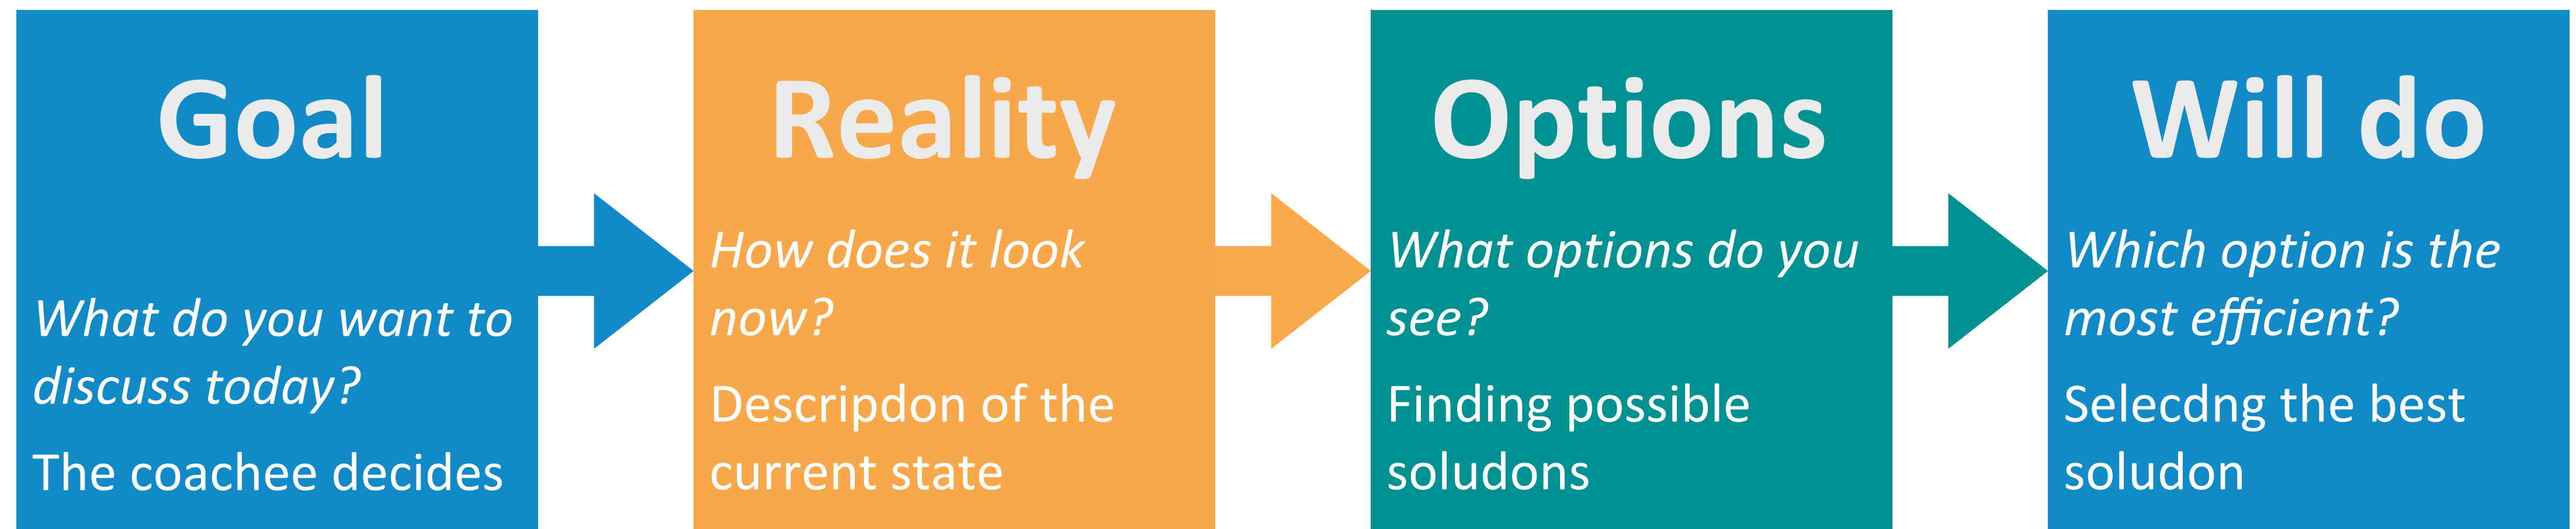 Goal
What do you want to
discuss today?
The coachee decides
Reality
How does it look
now?
Descripdon of the
current state
Options
What options do you
see?
Finding possible
soludons
Will do
Which option is the
most efficient?
Selecdng the best
soludon